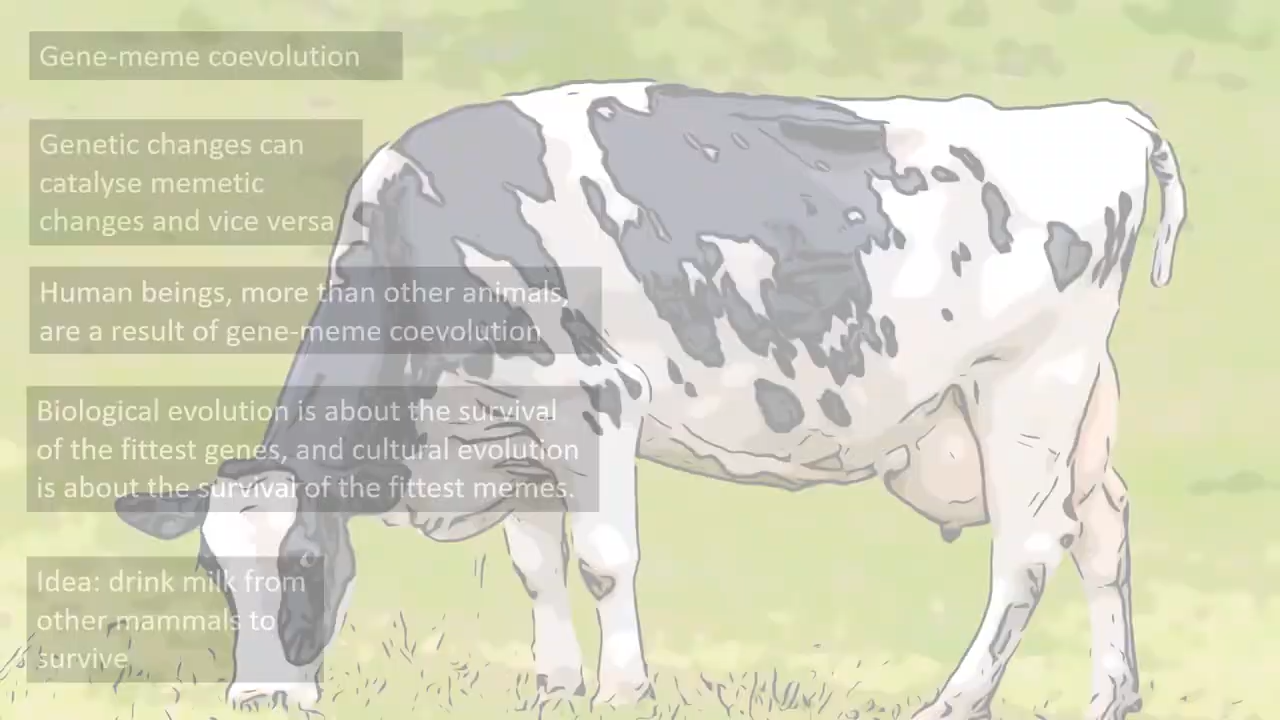 Gene-meme coevolution
Genetic changes can
catalyse memetic
changes and vice versa
Human beings, more than other animals,
are a result of gene-meme coevolution
Biological evolution is about the survival
of the fittest genes, and cultural evolution
is about the survival of the fittest memes.
Idea: drink milk from
other mammals to
survive